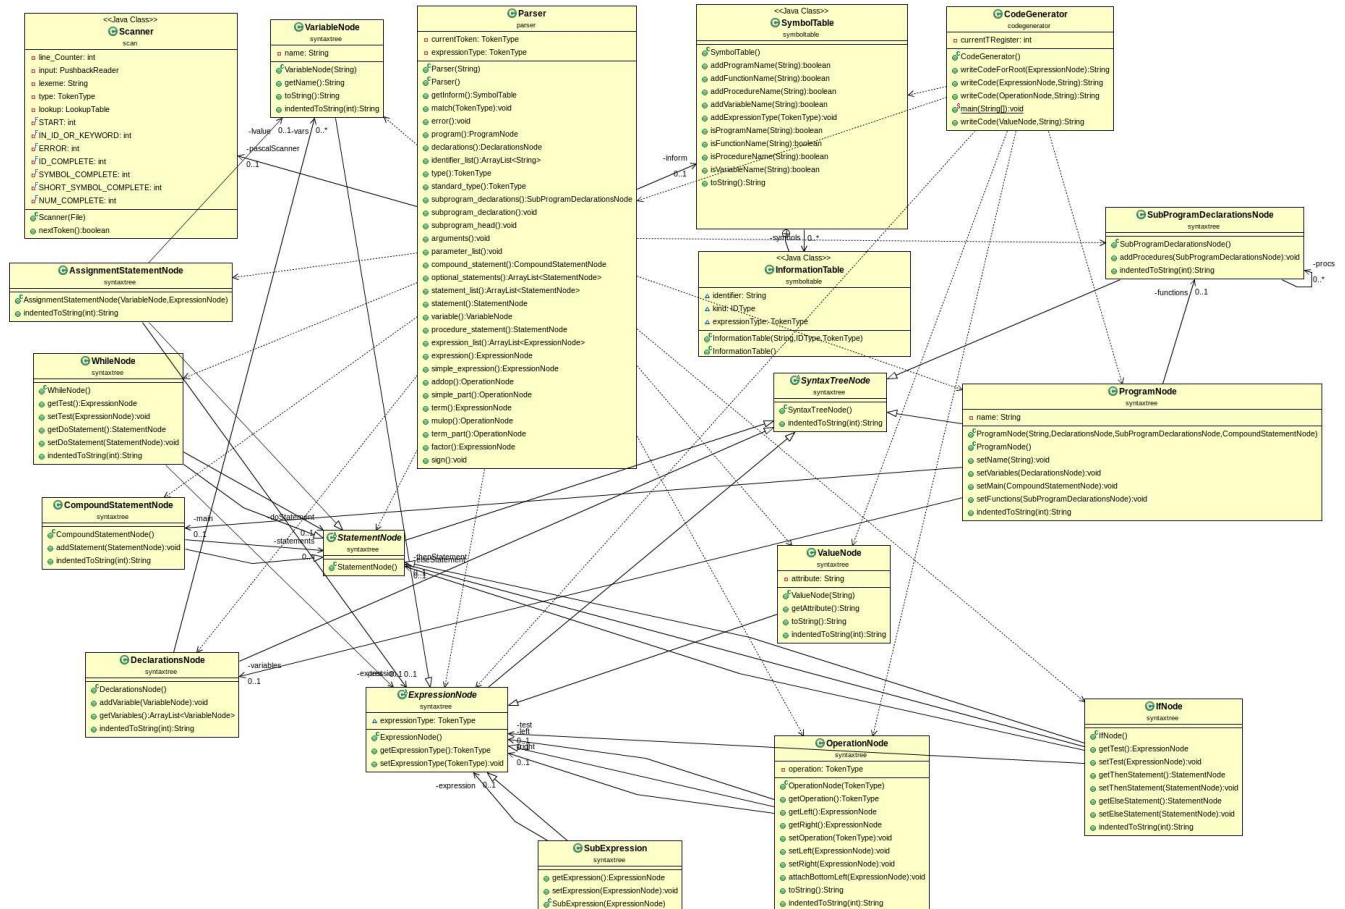 <<Java Class>>
Scanner
scan
line_Counter: int
input: PushbackReader
lexeme: String
type: TokenType
lookup: LookupTable
START: int
IN_ID_OR_KEYWORD: int
ERROR: int
ID_COMPLETE: int
SYMBOL_COMPLETE: int
SHORT_SYMBOL_COMPLETE: int
NUM_COMPLETE: int
Scanner(File)
nextToken():boolean
VariableNode
syntaxtree
name: String
VariableNode(String)
getName():String
toString():String
indentedToString(int):String
-lvalue
0..1
-vars
0..*
-pascalScanner
0..1
Parser
parser
currentToken: TokenType
expressionType: TokenType
Parser(String)
Parser()
getInform():SymbolTable
match(TokenType):void
error():void
program():ProgramNode
declarations():DeclarationsNode
identifier_list():ArrayList<String>
type():TokenType
standard_type():TokenType
subprogram_declarations():SubProgramDeclarationsNode
subprogram_declaration():void
subprogram_head():void
arguments():void
parameter_list():void
compound_statement():CompoundStatementNode
optional_statements():ArrayList<StatementNode>
statement_list():ArrayList<StatementNode>
statement():StatementNode
variable():VariableNode
procedure_statement():StatementNode
expression_list():ArrayList<ExpressionNode>
expression():ExpressionNode
simple_expression():ExpressionNode
addop():OperationNode
simple_part():OperationNode
term():ExpressionNode
mulop():OperationNode
term_part():OperationNode
factor():ExpressionNode
sign():void
-inform
0..1
<<Java Class>>
SymbolTable
symboltable
SymbolTable()
addProgramName(String):boolean
addFunctionName(String):boolean
addProcedureName(String):boolean
addVariableName(String):boolean
addExpressionType(TokenType):void
isProgramName(String):boolean
isFunctionName(String):boolean
isProcedureName(String):boolean
isVariableName(String):boolean
toString():String
-symbols
0..*
<<Java Class>>
InformationTable
symboltable
identifier: String
kind: IDType
expressionType: TokenType
InformationTable(String,IDType,TokenType)
InformationTable()
CodeGenerator
codegenerator
currentTRegister: int
CodeGenerator()
writeCodeForRoot(ExpressionNode):String
writeCode(ExpressionNode,String):String
writeCode(OperationNode,String):String
main(String[]):void
writeCode(ValueNode,String):String
SubProgramDeclarationsNode
syntaxtree
SubProgramDeclarationsNode()
addProcedures(SubProgramDeclarationsNode):void
indentedToString(int):String
-procs
0..*
-functions
0..1
AssignmentStatementNode
syntaxtree
AssignmentStatementNode(VariableNode,ExpressionNode)
indentedToString(int):String
WhileNode
syntaxtree
WhileNode()
getTest():ExpressionNode
setTest(ExpressionNode):void
getDoStatement():StatementNode
setDoStatement(StatementNode):void
indentedToString(int):String
SyntaxTreeNode
syntaxtree
SyntaxTreeNode()
indentedToString(int):String
ProgramNode
syntaxtree
name: String
ProgramNode(String,DeclarationsNode,SubProgramDeclarationsNode,CompoundStatementNode)
ProgramNode()
setName(String):void
setVariables(DeclarationsNode):void
setMain(CompoundStatementNode):void
setFunctions(SubProgramDeclarationsNode):void
indentedToString(int):String
CompoundStatementNode
syntaxtree
CompoundStatementNode()
addStatement(StatementNode):void
indentedToString(int):String
-main
0..1
-doStatement
0..1
-statements
StatementNode
syntaxtree
StatementNode()
-thenStatement
0..1
ValueNode
syntaxtree
attribute: String
ValueNode(String)
getAttribute():String
toString():String
indentedToString(int):String
DeclarationsNode
syntaxtree
DeclarationsNode()
addVariable(VariableNode):void
getVariables():ArrayList<VariableNode>
indentedToString(int):String
-variables
0..1
0..1
ExpressionNode
syntaxtree
expressionType: TokenType
ExpressionNode()
getExpressionType():TokenType
setExpressionType(TokenType):void
-test
-left
0..1
-right
0..1
-expression
0..1
SubExpression
syntaxtree
getExpression():ExpressionNode
setExpression(ExpressionNode):void
SubExpression(ExpressionNode)
OperationNode
syntaxtree
operation: TokenType
OperationNode(TokenType)
getOperation():TokenType
getLeft():ExpressionNode
getRight():ExpressionNode
setOperation(TokenType):void
setLeft(ExpressionNode):void
setRight(ExpressionNode):void
attachBottomLeft(ExpressionNode):void
toString():String
indentedToString(int):String
IfNode
syntaxtree
IfNode()
getTest():ExpressionNode
setTest(ExpressionNode):void
getThenStatement():StatementNode
setThenStatement(StatementNode):void
getElseStatement():StatementNode
setElseStatement(StatementNode):void
indentedToString(int):String